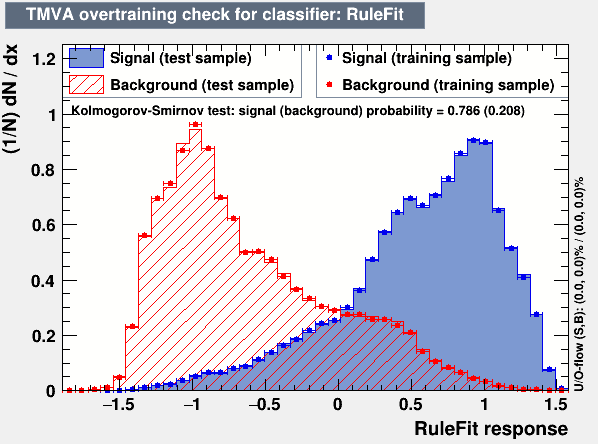 TMVA overtraining check for classifier: RuleFit
Signal (test sample)
Background (test sample)
Signal (training sample)
Background (training sample)
Kolmogorov-Smirnov test: signal (background) probability = 0.786 (0.208)
(1/N) dN / dx
1.2
1
0.8
0.6
0.4
0.2
0
−1.5 −1 −0.5 0 0.5 1 1.5
RuleFit response
U/O-flow (S,B): (0.0, 0.0)% / (0.0, 0.0)%